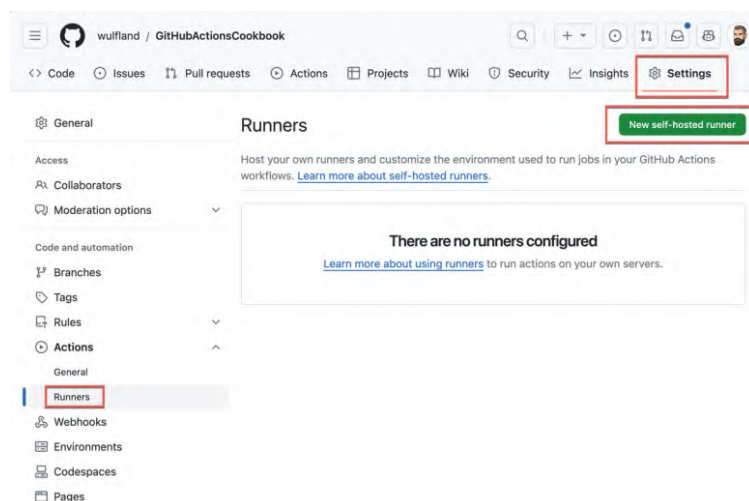 wulfland / GitHubActionsCookbook
Code Issues Pull requests Actions Projects Wiki Security Insights Settings
General
Access
Collaborators
Moderation options
Code and automation
Branches
Tags
Rules
Actions
General
Runners
Webhooks
Environments
Codespaces
Pages
Runners
New self-hosted runner
Host your own runners and customize the environment used to run jobs in your GitHub Actions
workflows. Learn more about self-hosted runners.
There are no runners configured
Learn more about using runners to run actions on your own servers.